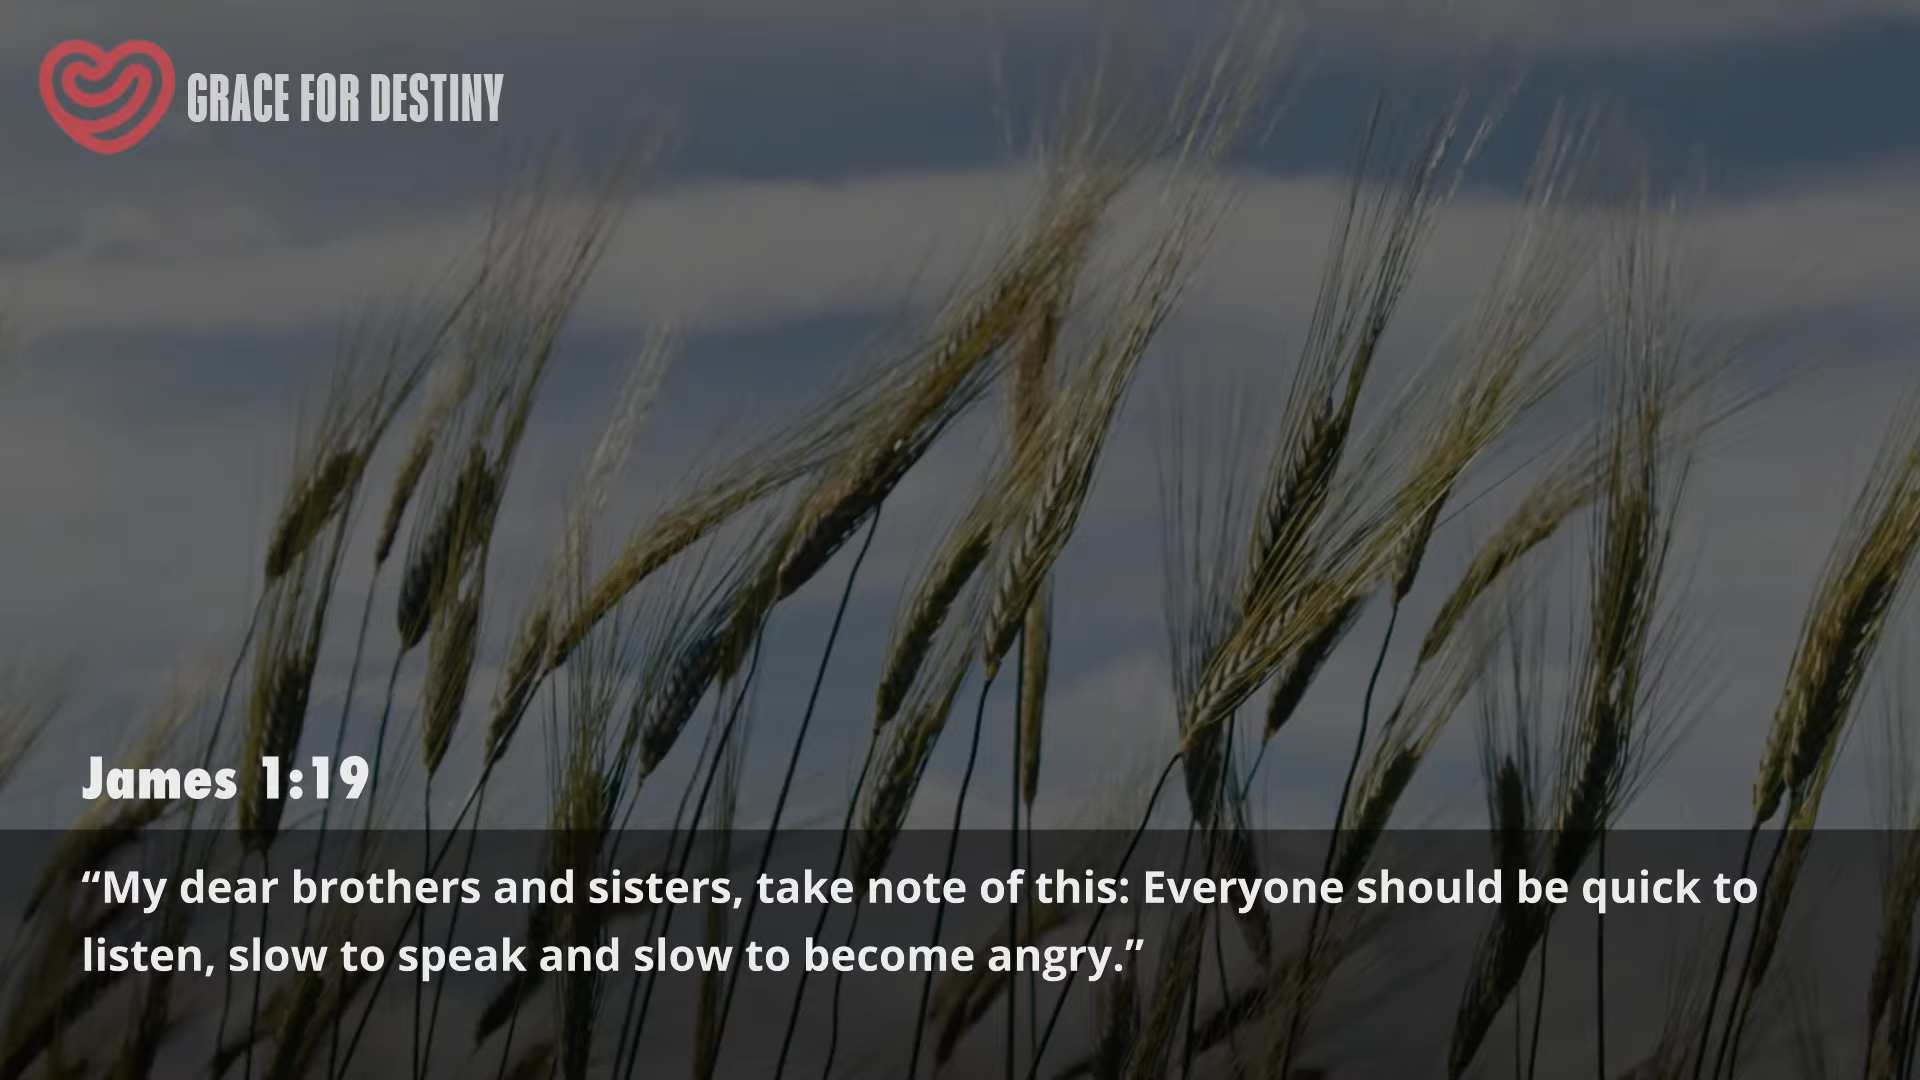 GRACE FOR DESTINY
James 1:19
“My dear brothers and sisters, take note of this: Everyone should be quick to
listen, slow to speak and slow to become angry.”